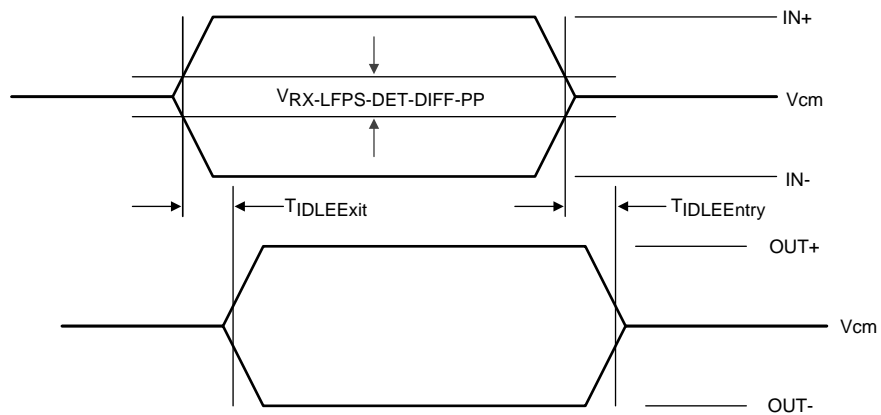 IN+
VRX-LFPS-DET-DIFF-PP
Vcm
IN-
TIDLEExit
TIDLEEntry
OUT+
Vcm
OUT-